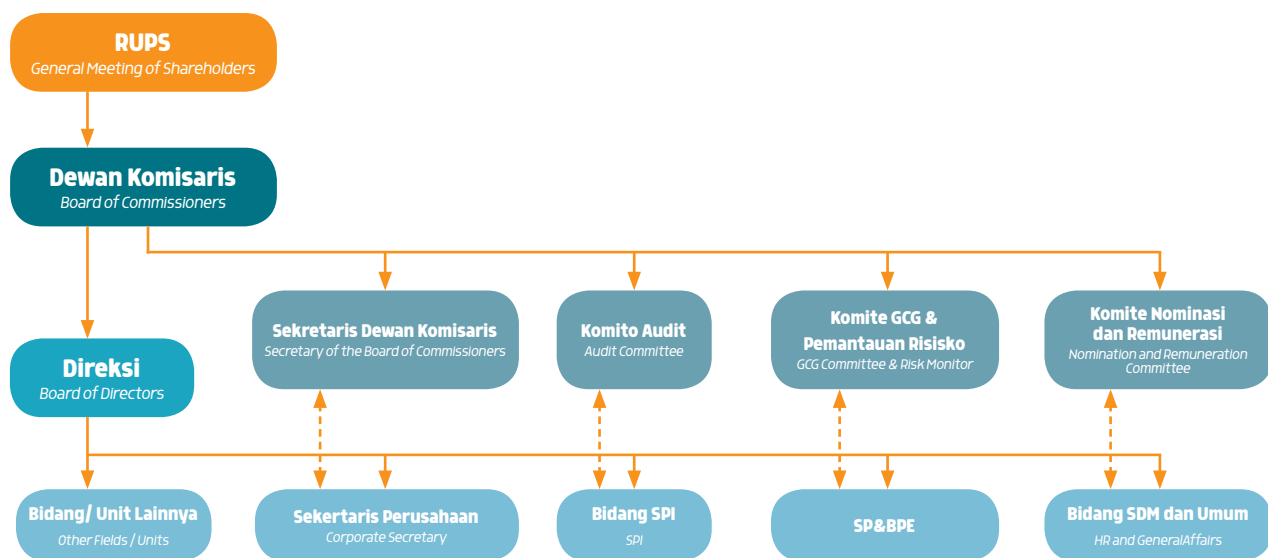 RUPS
General Meeting of Shareholders
Dewan Komisaris
Board of Commissioners
Sekretaris Dewan Komisaris
Secretary of the Board of Commissioners
Komito Audit
Audit Committee
Komite GCG &
Pemantauan Risisko
GCG Committee & Risk Monitor
Komite Nominasi
dan Remunerasi
Nomination and Remuneration
Committee
Direksi
Board of Directors
Bidang/ Unit Lainnya
Other Fields / Units
Sekertaris Perusahaan
Corporate Secretary
Bidang SPI
SPI
SP&BPE
Bidang SDM dan Umum
HR and GeneralAffairs